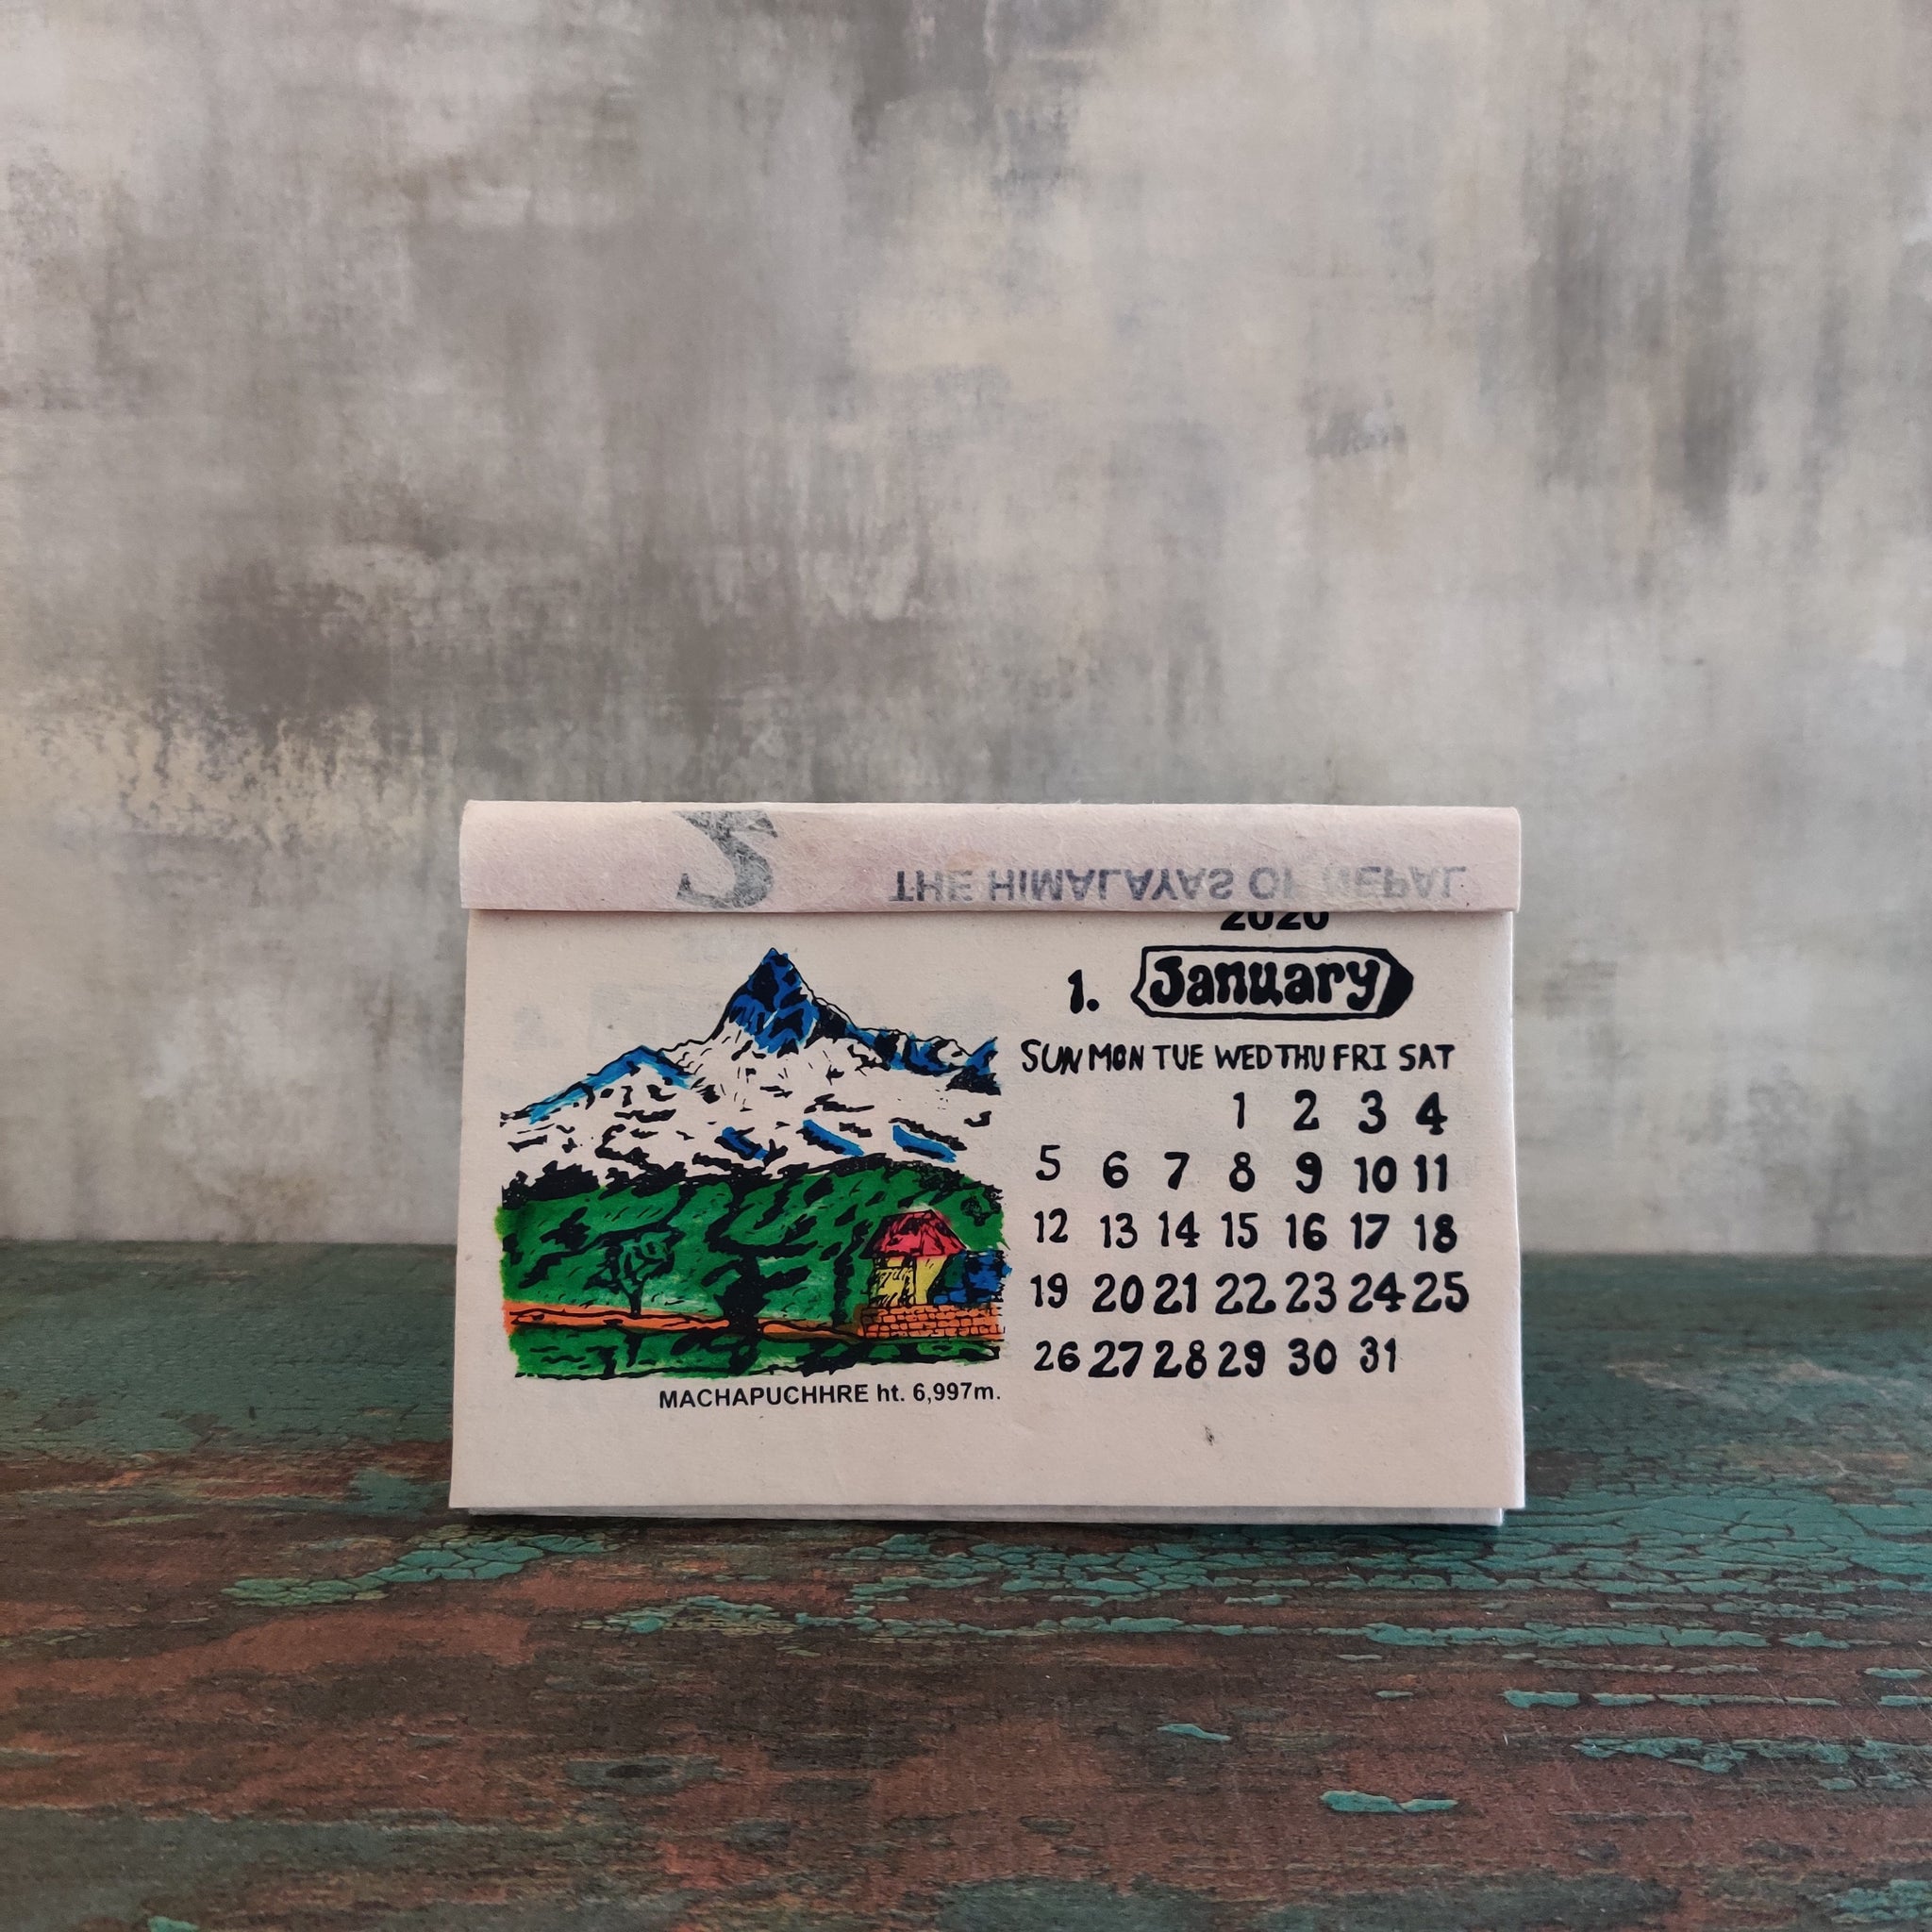 THE HIMALAYAS OF NEPAL
2020
1. January
SUN MON TUE WED THU FRI SAT
1 2 3 4
5 6 7 8 9 10 11
12 13 14 15 16 17 18
19 20 21 22 23 24 25
26 27 28 29 30 31
MACHAPUCHHRE ht. 6,997m.